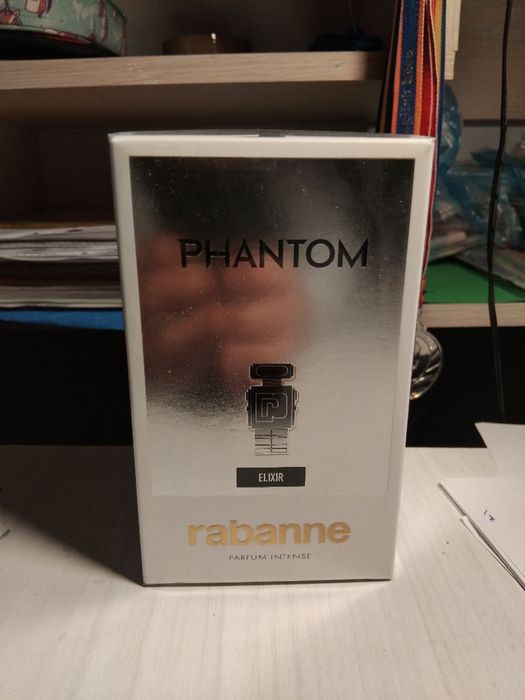 PHANTOM
ELIXIR
rabanne
PARFUM INTENSE